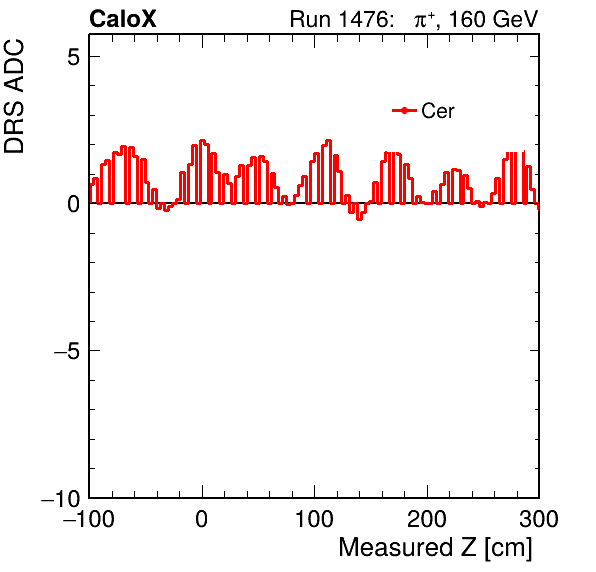 CaloX Run 1476: π⁺, 160 GeV
DRS ADC
5
Cer
0
−5
−10
−100 0 100 200 300
Measured Z [cm]